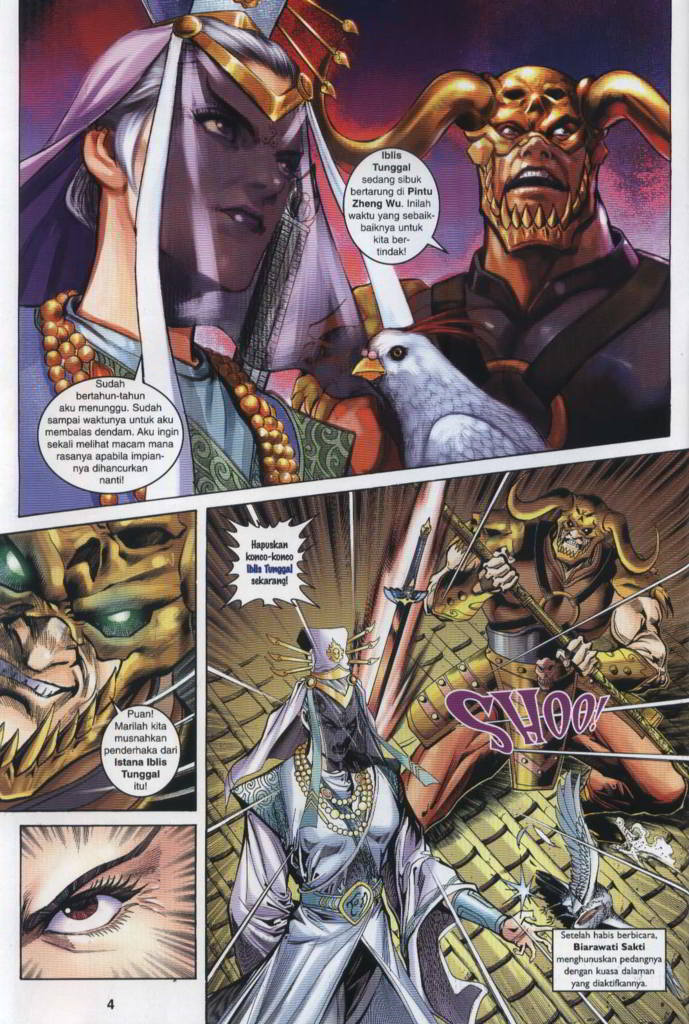 Iblis
Tunggal
sedang sibuk
bertarung di Pintu
Zheng Wu. Inilah
waktu yang sebaik-
baiknya untuk
kita ber-
tindak!
Sudah
bertahun-tahun
aku menunggu. Sudah
sampai waktunya untuk aku
membalas dendam. Aku ingin
sekali melihat macam mana
rasanya apabila impian-
nya dihancurkan
nanti!
Puan!
Marilah kita
musnahkan
penderhaka dari
Istana Iblis
Tunggal
itu!
Hapuskan
konco-konco
Iblis Tunggal
sekarang!
SHOO!
Setelah habis berbicara,
Biarawati Sakti
menghunuskan pedangnya
dengan kuasa dalaman
yang diaktifkannya.
4